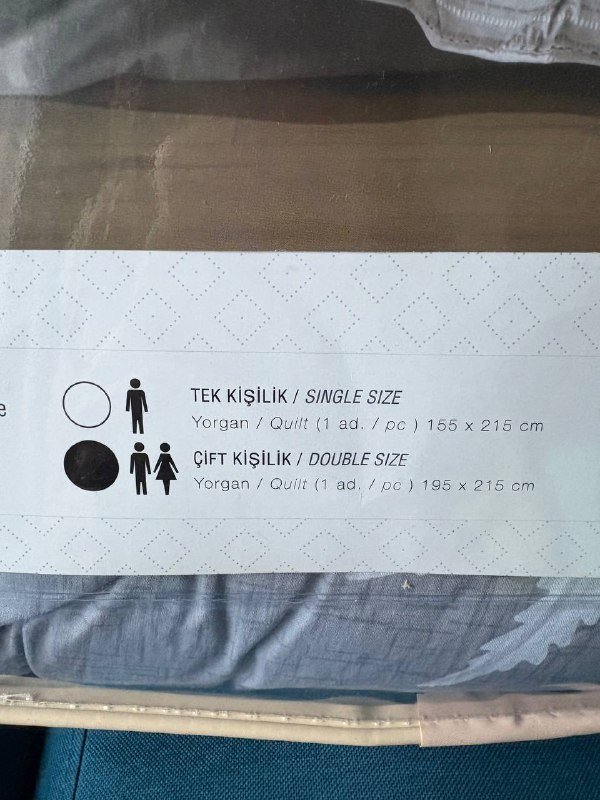 e
TEK KİŞİLİK / SINGLE SIZE
Yorgan / Quilt (1 ad. / pc ) 155 x 215 cm
ÇİFT KİŞİLİK / DOUBLE SIZE
Yorgan / Quilt (1 ad. / pc ) 195 x 215 cm